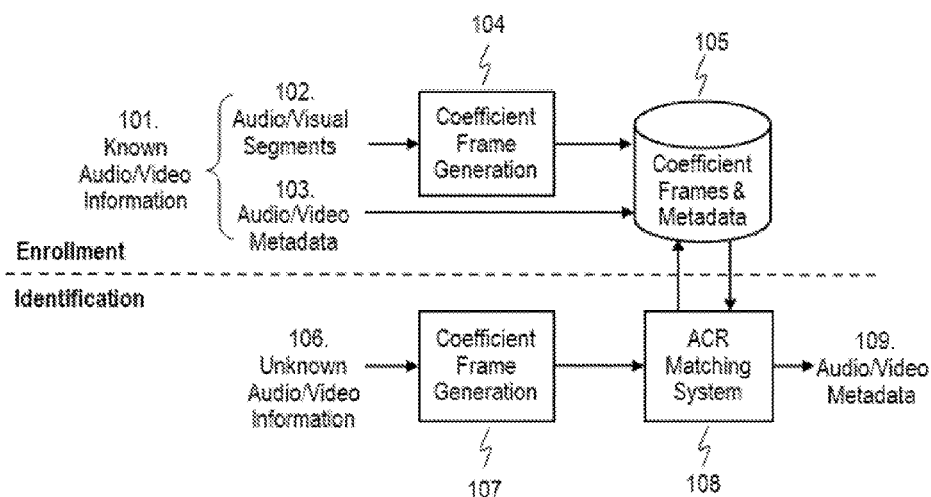 104
105
101.
Known
Audio/Video
Information
102.
Audio/Visual
Segments
103.
Audio/Video
Metadata
Coefficient
Frame
Generation
Coefficient
Frames &
Metadata
Enrollment
Identification
106.
Unknown
Audio/Video
Information
Coefficient
Frame
Generation
ACR
Matching
System
109.
Audio/Video
Metadata
107
108